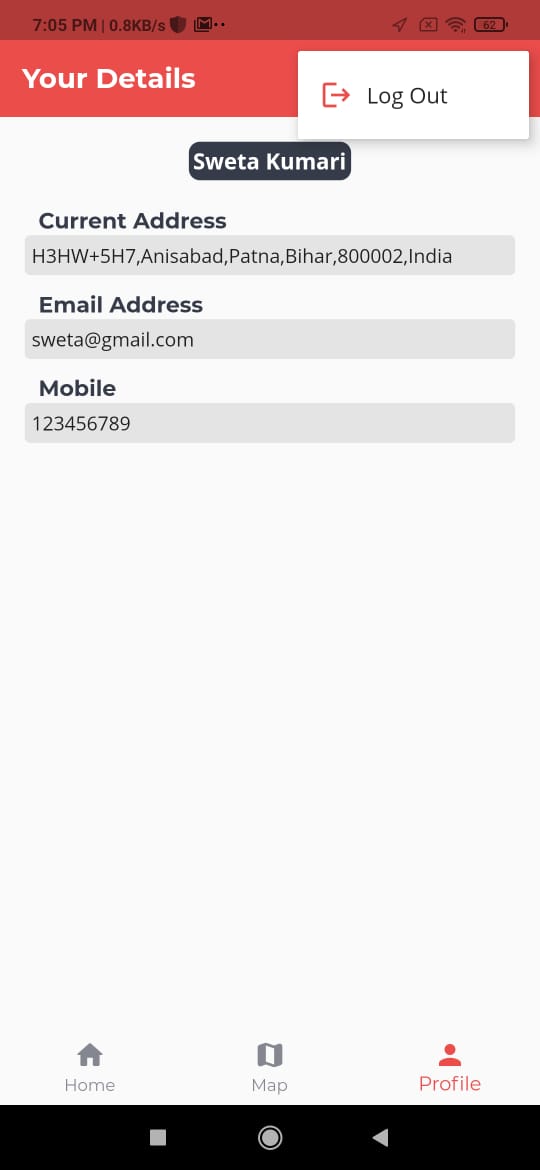 7:05 PM | 0.8KB/s
62
Your Details
Log Out
Sweta Kumari
Current Address
H3HW+5H7,Anisabad,Patna,Bihar,800002,India
Email Address
sweta@gmail.com
Mobile
123456789
Home
Map
Profile